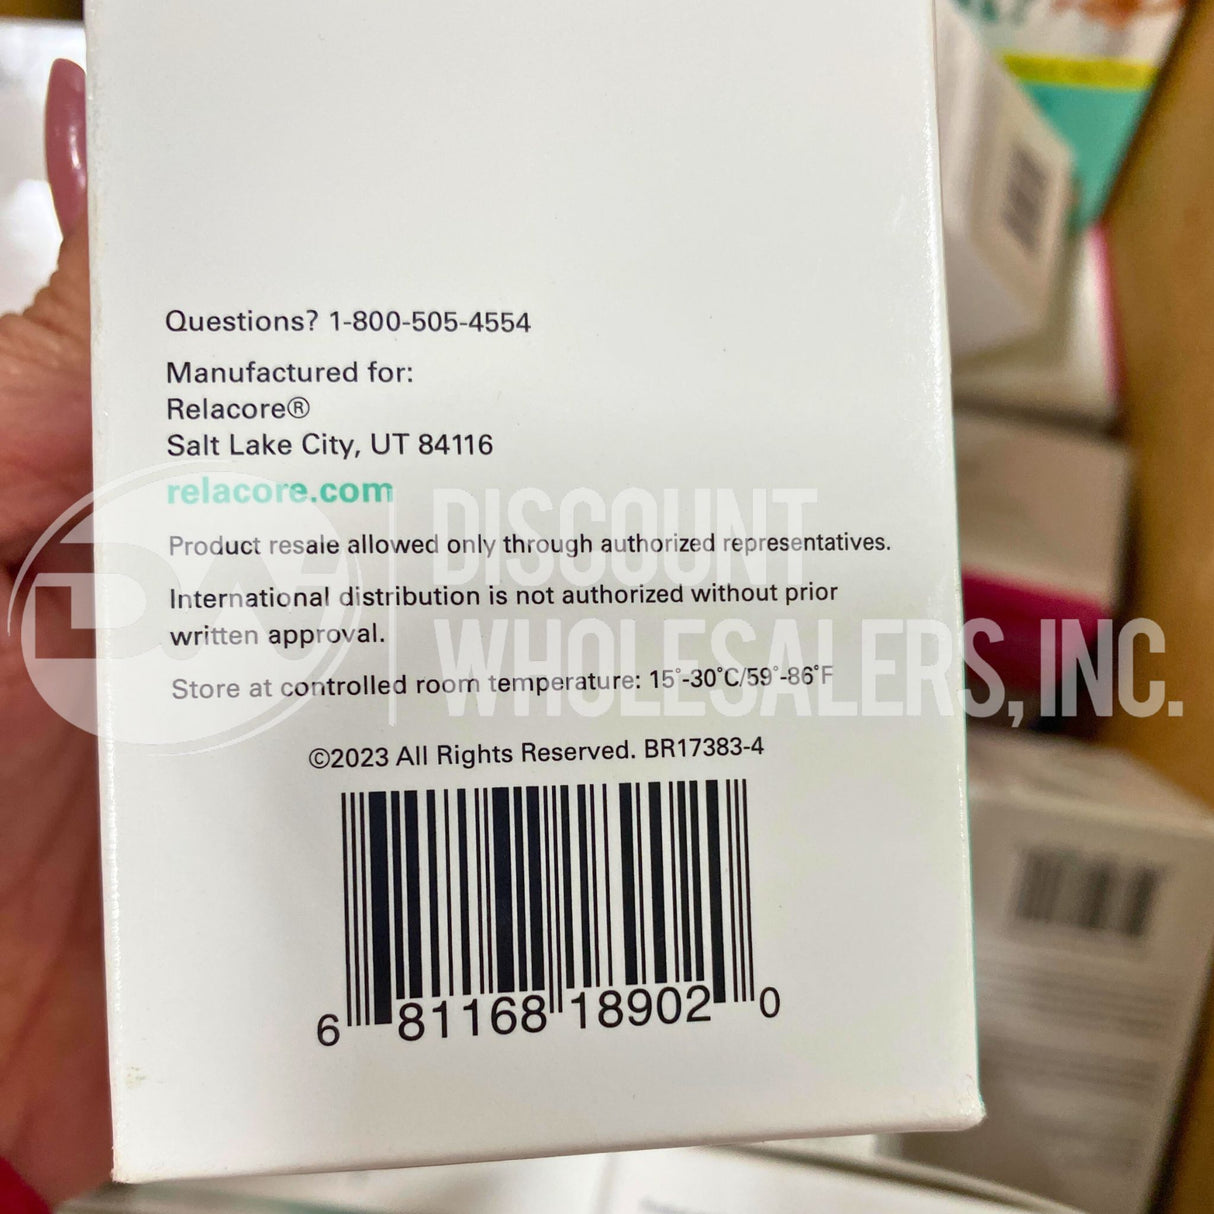 Questions? 1-800-505-4554
Manufactured for:
Relacore®
Salt Lake City, UT 84116
relacore.com
Product resale allowed only through authorized representatives.
International distribution is not authorized without prior
written approval.
Store at controlled room temperature: 15°-30°C/59°-86°F
©2023 All Rights Reserved. BR17383-4
6 81168 18902 0
DW
DISCOUNT
WHOLESALERS, INC.